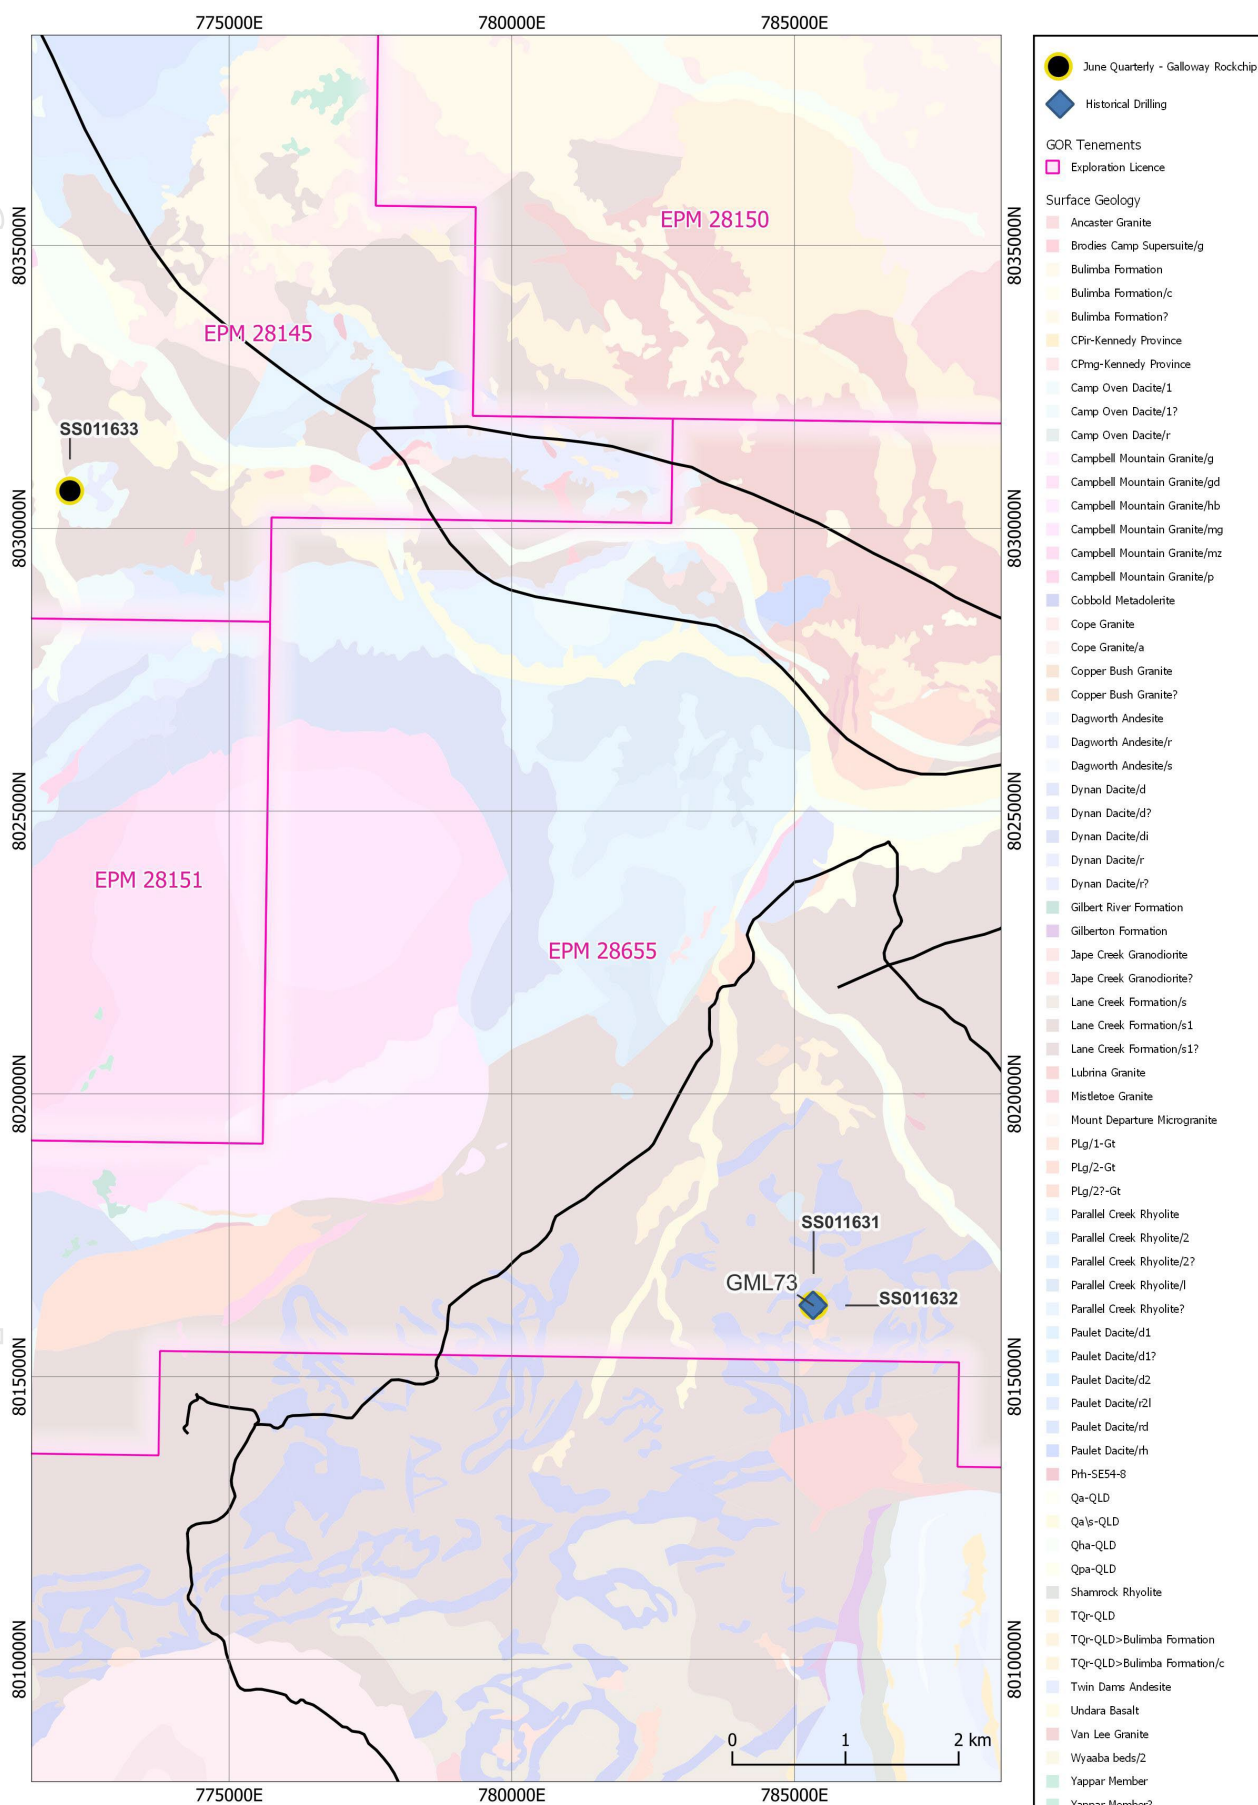 775000E
780000E
785000E
8035000N
8030000N
8025000N
8020000N
8015000N
8010000N
EPM 28150
EPM 28145
SS011633
EPM 28151
EPM 28655
SS011631
GML73
SS011632
0 1 2 km
8035000N
8030000N
8025000N
8020000N
8015000N
8010000N
775000E
780000E
785000E
June Quarterly - Galloway Rockchip
Historical Drilling
GOR Tenements
Exploration Licence
Surface Geology
Ancaster Granite
Brodies Camp Supersuite/g
Bulimba Formation
Bulimba Formation/c
Bulimba Formation?
CPir-Kennedy Province
CPmg-Kennedy Province
Camp Oven Dacite/1
Camp Oven Dacite/1?
Camp Oven Dacite/r
Campbell Mountain Granite/g
Campbell Mountain Granite/gd
Campbell Mountain Granite/hb
Campbell Mountain Granite/mg
Campbell Mountain Granite/mz
Campbell Mountain Granite/p
Cobbold Metadolerite
Cope Granite
Cope Granite/a
Copper Bush Granite
Copper Bush Granite?
Dagworth Andesite
Dagworth Andesite/r
Dagworth Andesite/s
Dynan Dacite/d
Dynan Dacite/d?
Dynan Dacite/di
Dynan Dacite/r
Dynan Dacite/r?
Gilbert River Formation
Gilberton Formation
Jape Creek Granodiorite
Jape Creek Granodiorite?
Lane Creek Formation/s
Lane Creek Formation/s1
Lane Creek Formation/s1?
Lubrina Granite
Mistletoe Granite
Mount Departure Microgranite
PLg/1-Gt
PLg/2-Gt
PLg/2?-Gt
Parallel Creek Rhyolite
Parallel Creek Rhyolite/2
Parallel Creek Rhyolite/2?
Parallel Creek Rhyolite/l
Parallel Creek Rhyolite?
Paulet Dacite/d1
Paulet Dacite/d1?
Paulet Dacite/d2
Paulet Dacite/r2l
Paulet Dacite/rd
Paulet Dacite/rh
Prh-SE54-8
Qa-QLD
Qa\s-QLD
Qha-QLD
Qpa-QLD
Shamrock Rhyolite
TQr-QLD
TQr-QLD>Bulimba Formation
TQr-QLD>Bulimba Formation/c
Twin Dams Andesite
Undara Basalt
Van Lee Granite
Wyaaba beds/2
Yappar Member
Yappar Member?